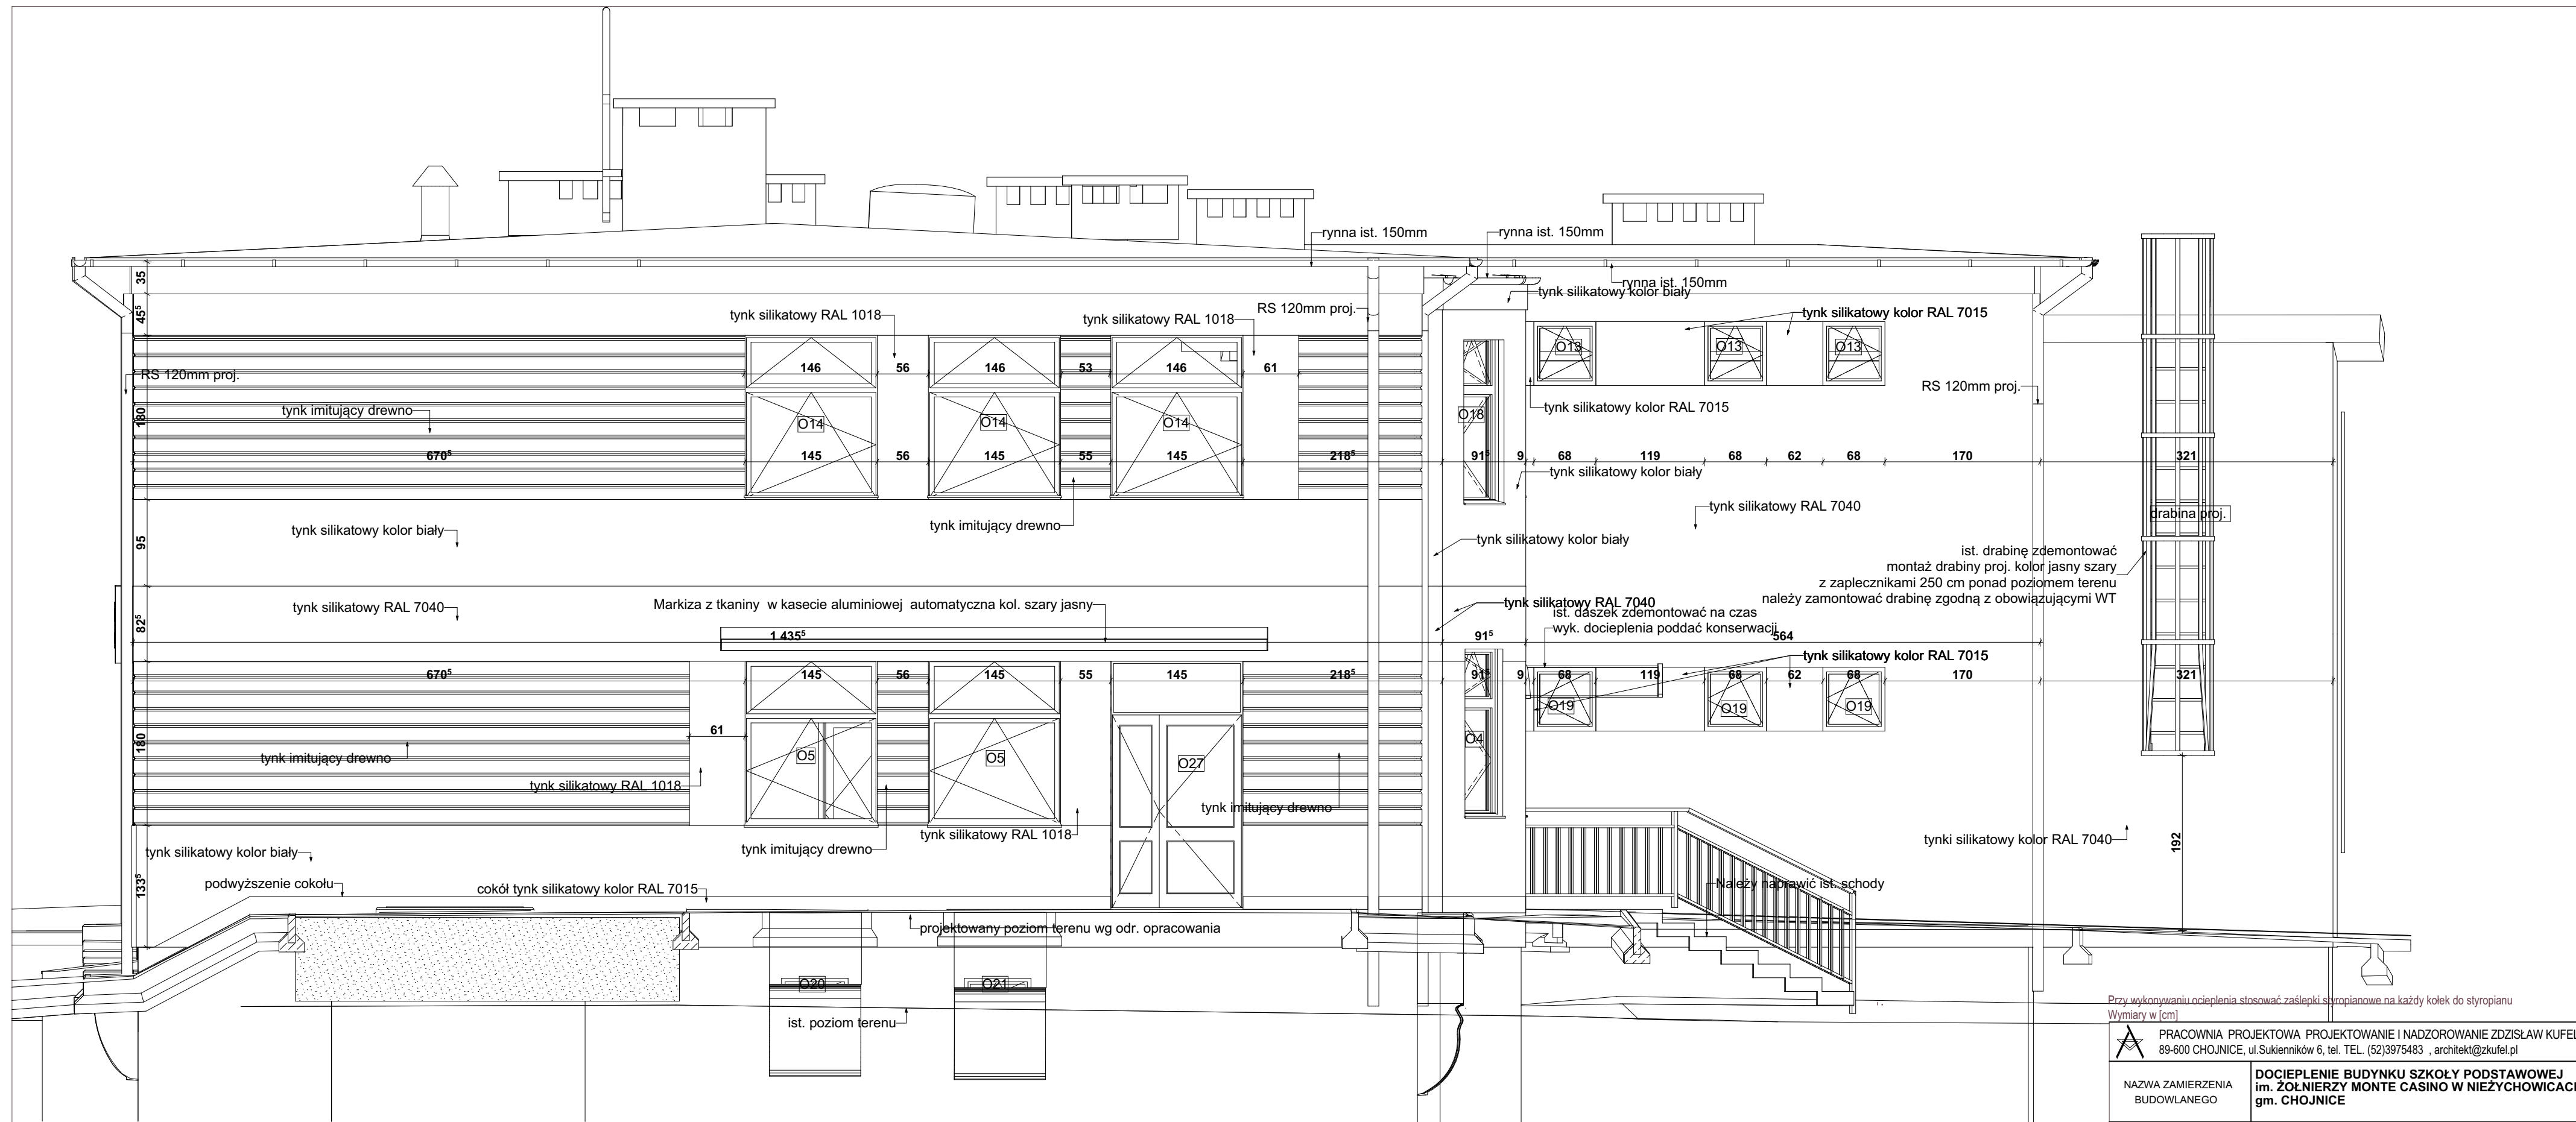 rynna ist. 150mm
rynna ist. 150mm
rynna ist. 150mm
tynk silikatowy kolor biały
35
45⁵
tynk silikatowy RAL 1018
tynk silikatowy RAL 1018
RS 120mm proj.
tynk silikatowy kolor RAL 7015
O13
O13
O13
146
56
146
53
146
61
RS 120mm proj.
RS 120mm proj.
tynk imitujący drewno
180
O14
O14
O14
O18
tynk silikatowy kolor RAL 7015
670⁵
145
56
145
55
145
218⁵
91⁵
9
68
119
68
62
68
170
321
tynk silikatowy kolor biały
tynk silikatowy RAL 7040
drabina proj.
tynk imitujący drewno
tynk silikatowy kolor biały
95
tynk silikatowy kolor biały
ist. drabinę zdemontować
montaż drabiny proj. kolor jasny szary
z zaplecznikami 250 cm ponad poziomem terenu
należy zamontować drabinę zgodną z obowiązującymi WT
tynk silikatowy RAL 7040
82⁵
Markiza z tkaniny w kasecie aluminiowej automatyczna kol. szary jasny
tynk silikatowy RAL 7040
ist. daszek zdemontować na czas
wyk. docieplenia poddać konserwacji
1 435⁵
91⁵
564
tynk silikatowy kolor RAL 7015
670⁵
145
56
145
55
145
218⁵
91⁵
9
68
119
68
62
68
170
321
O19
O19
O19
61
180
O5
O5
O27
O4
tynk imitujący drewno
tynk silikatowy RAL 1018
tynk imitujący drewno
tynk silikatowy RAL 1018
tynk imitujący drewno
tynki silikatowy kolor RAL 7040
192
tynk silikatowy kolor biały
133⁵
podwyższenie cokołu
cokół tynk silikatowy kolor RAL 7015
Należy naprawić ist. schody
projektowany poziom terenu wg odr. opracowania
O20
O21
ist. poziom terenu
Przy wykonywaniu ocieplenia stosować zaślepki styropianowe na każdy kołek do styropianu
Wymiary w [cm]
PRACOWNIA PROJEKTOWA PROJEKTOWANIE I NADZOROWANIE ZDZISŁAW KUFEL
89-600 CHOJNICE, ul.Sukienników 6, tel. TEL. (52)3975483 , architekt@zkufel.pl
NAZWA ZAMIERZENIA
BUDOWLANEGO
DOCIEPLENIE BUDYNKU SZKOŁY PODSTAWOWEJ
im. ŻOŁNIERZY MONTE CASINO W NIEŻYCHOWICACH
gm. CHOJNICE